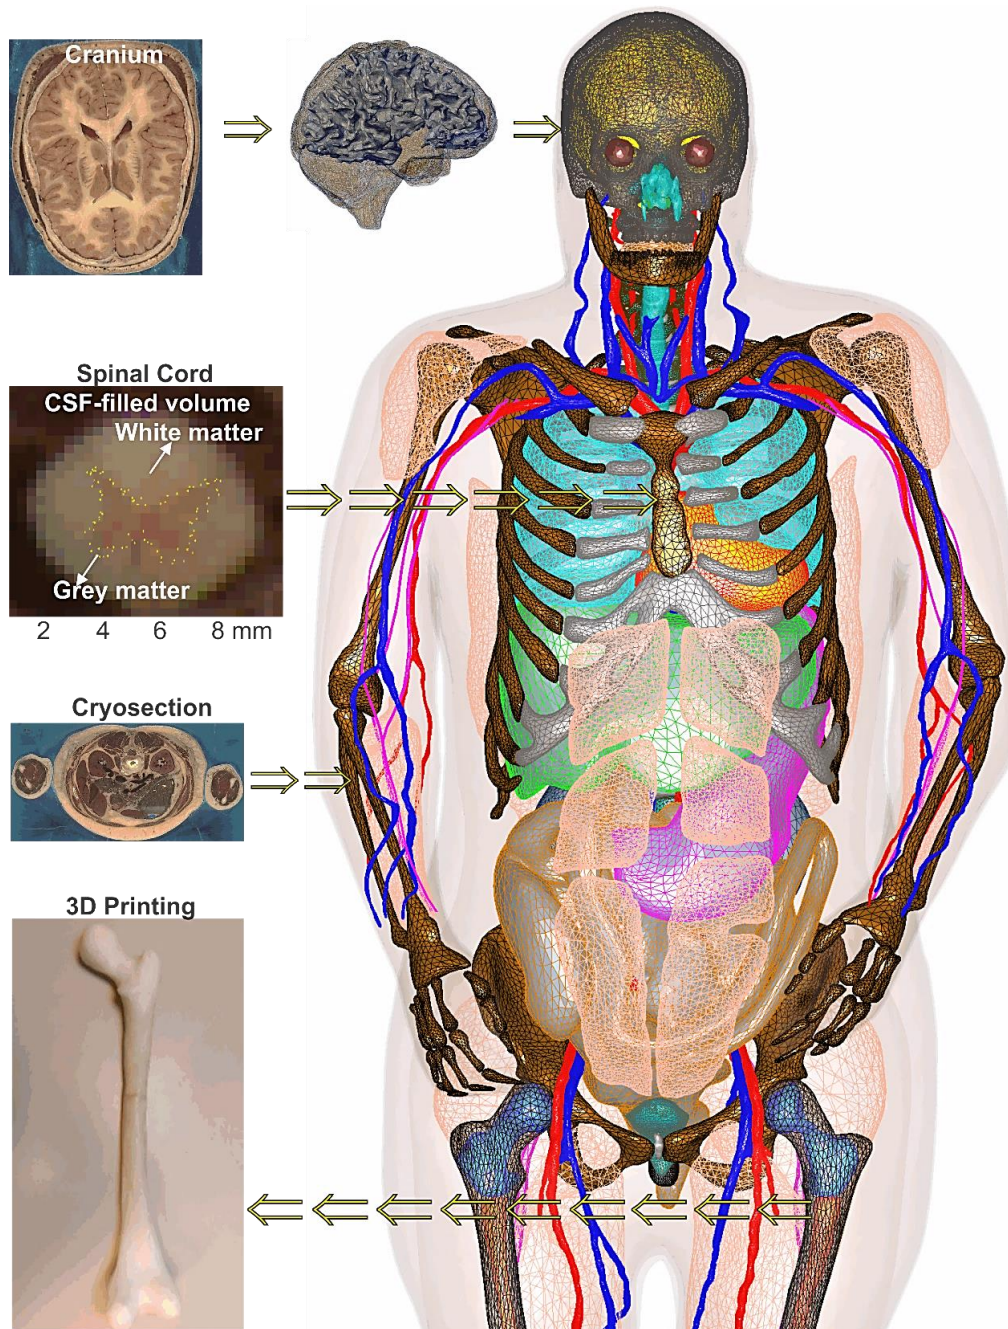 Cranium
Spinal Cord
CSF-filled volume
White matter
Grey matter
2 4 6 8 mm
Cryosection
3D Printing